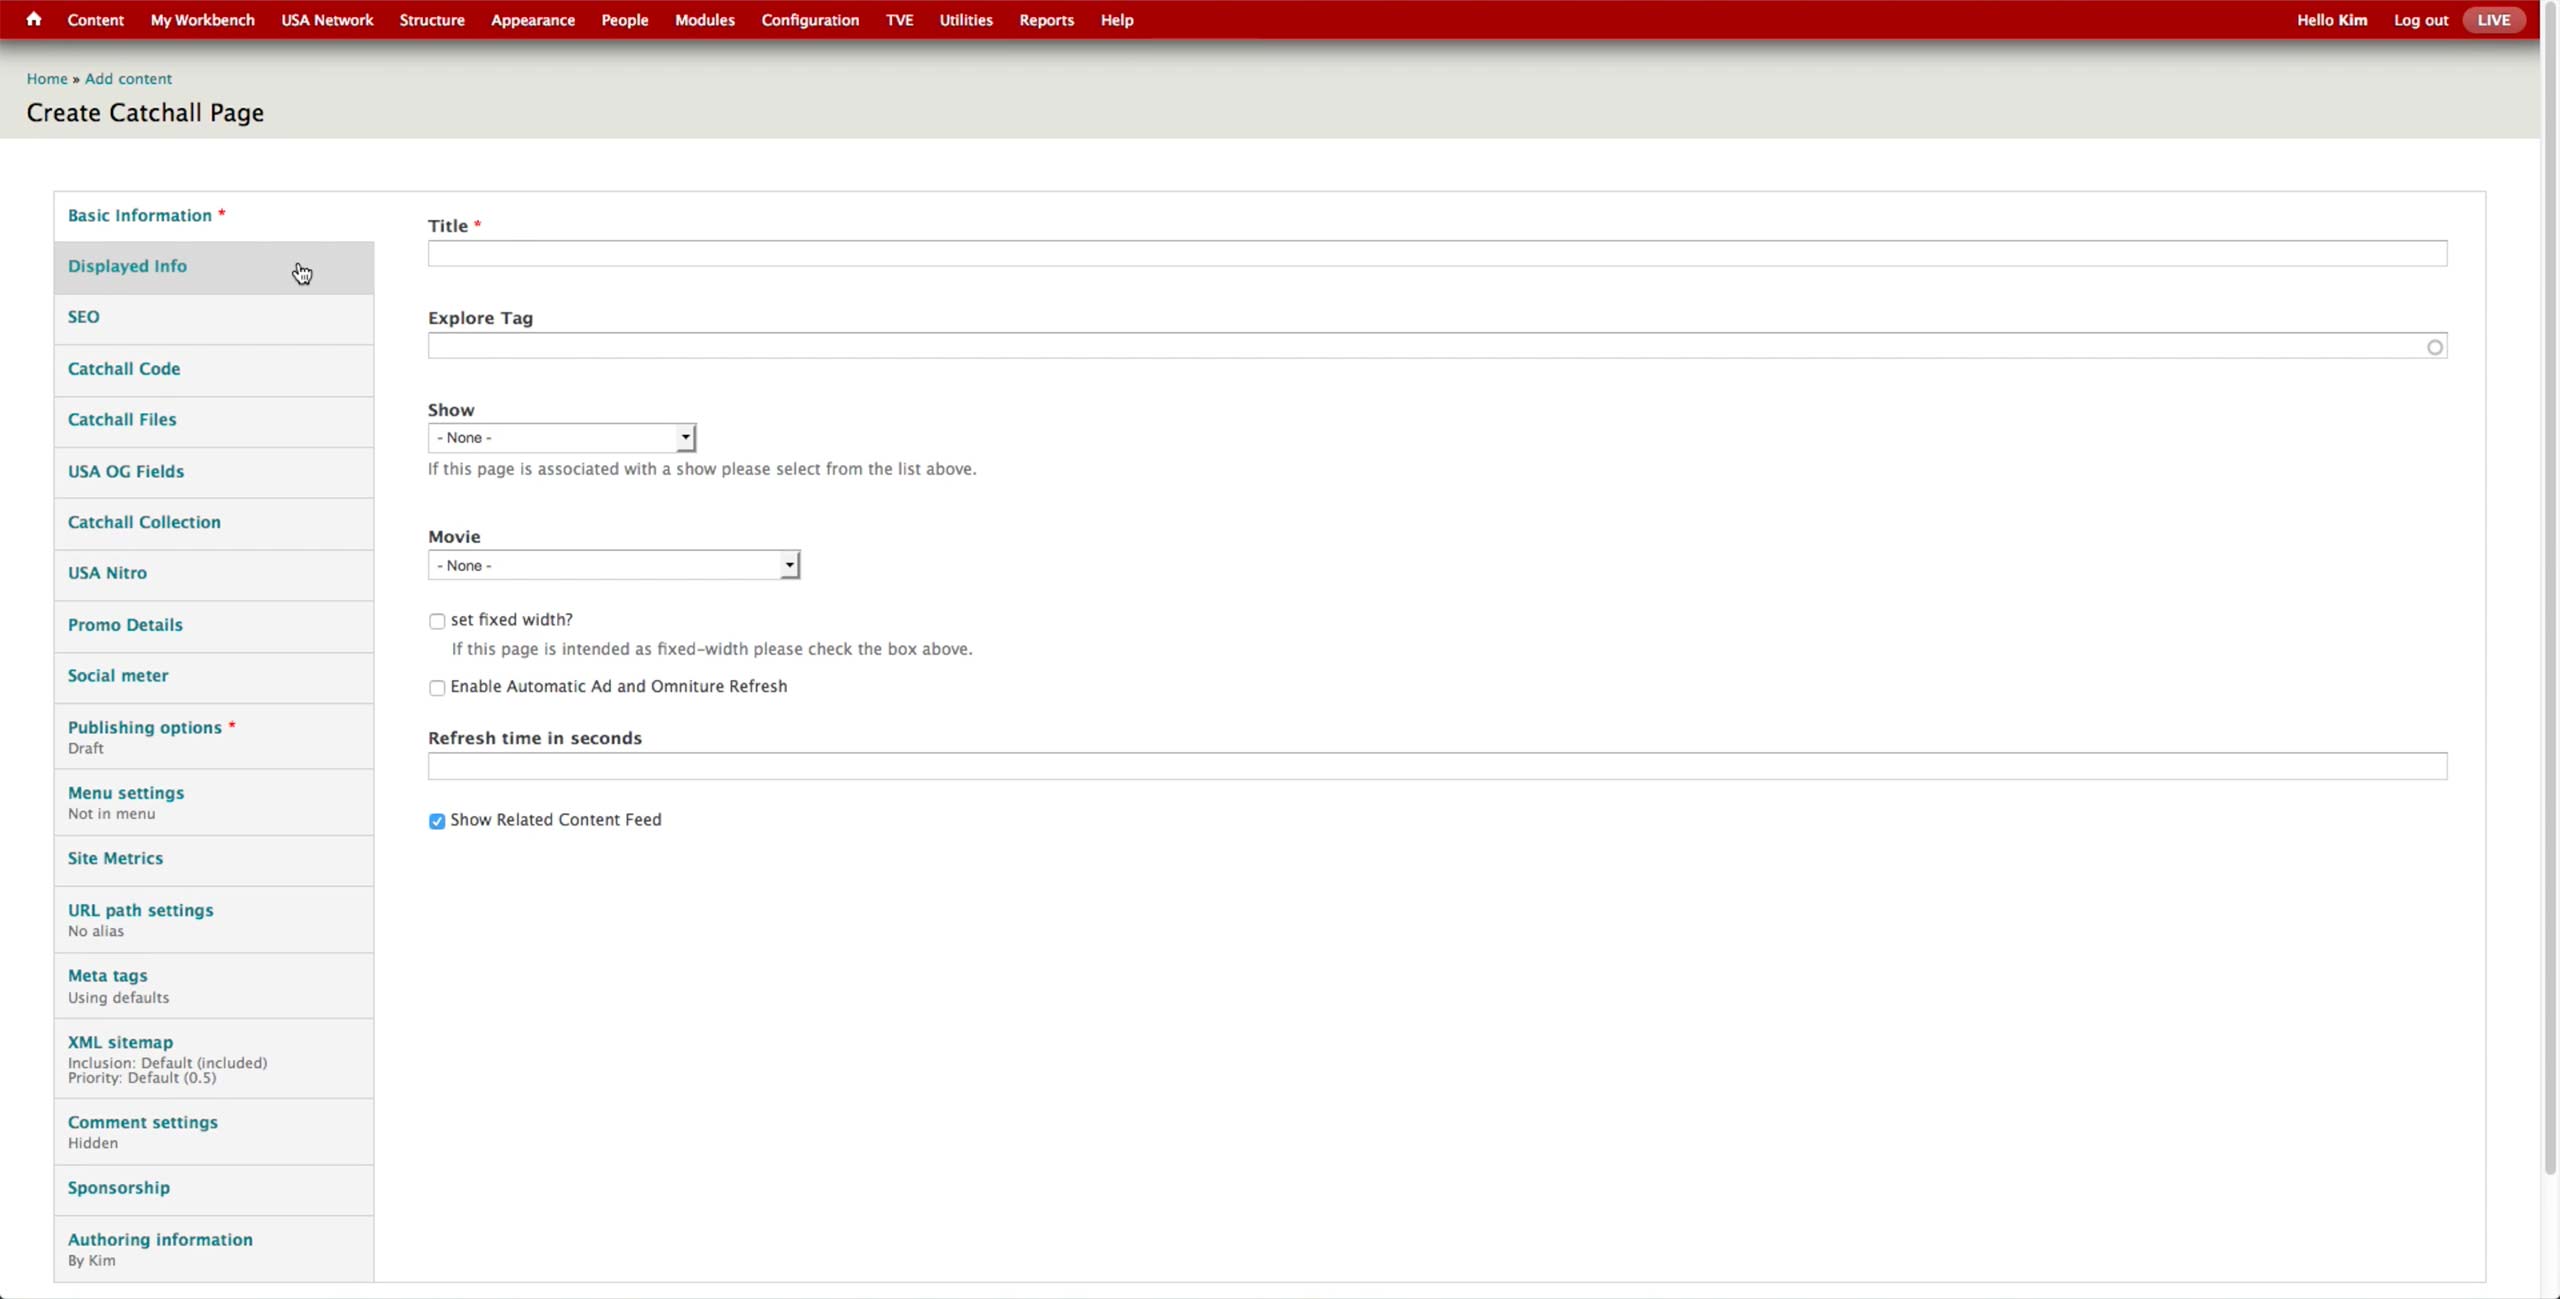 Content My Workbench USA Network Structure Appearance People Modules Configuration TVE Utilities Reports Help Hello Kim Log out LIVE
Home » Add content
Create Catchall Page
Basic Information *
Displayed Info
SEO
Catchall Code
Catchall Files
USA OG Fields
Catchall Collection
USA Nitro
Promo Details
Social meter
Publishing options *
Draft
Menu settings
Not in menu
Site Metrics
URL path settings
No alias
Meta tags
Using defaults
XML sitemap
Inclusion: Default (included)
Priority: Default (0.5)
Comment settings
Hidden
Sponsorship
Authoring information
By Kim
Title *
Explore Tag
Show
- None -
If this page is associated with a show please select from the list above.
Movie
- None -
set fixed width?
If this page is intended as fixed-width please check the box above.
Enable Automatic Ad and Omniture Refresh
Refresh time in seconds
Show Related Content Feed